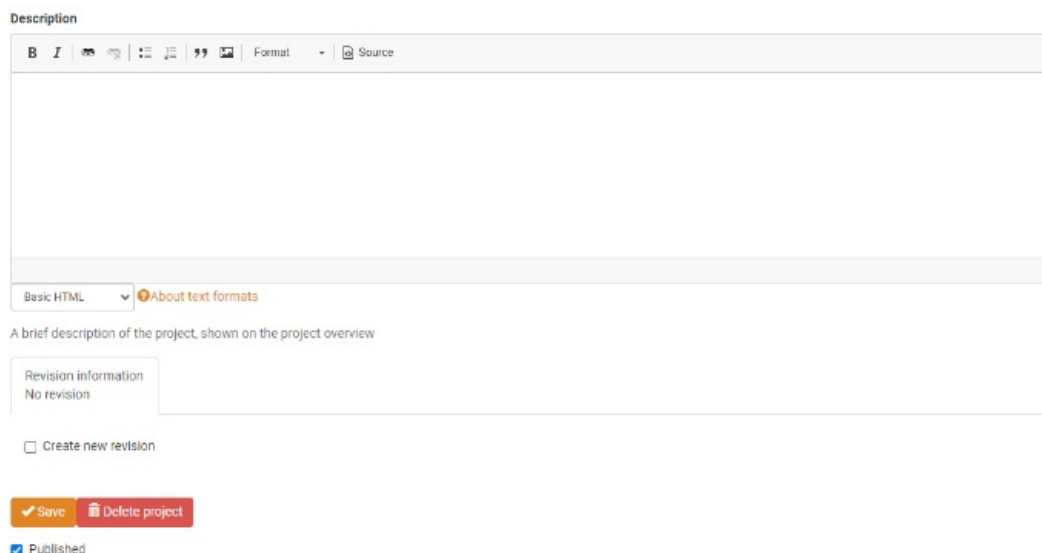 Description
B I Format Source
Basic HTML About text formats
A brief description of the project, shown on the project overview
Revision information
No revision
Create new revision
Save Delete project
Published